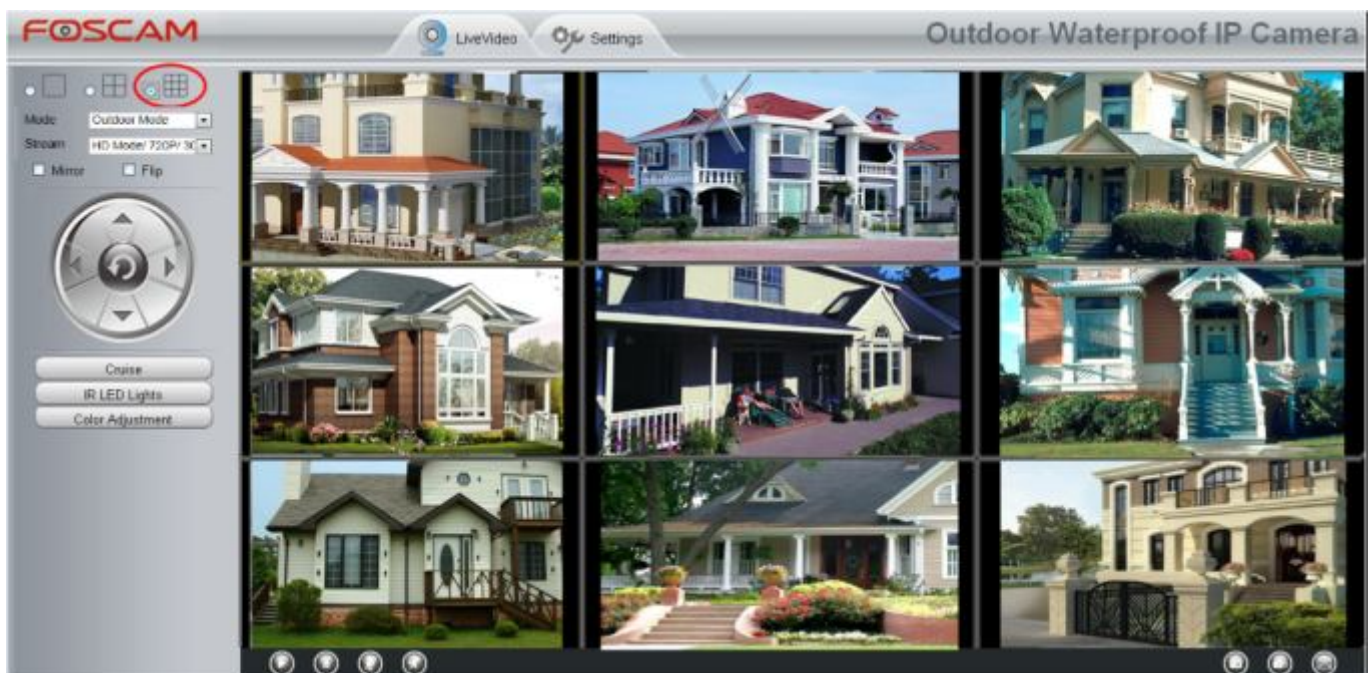 FOSCAM
LiveVideo
Settings
Outdoor Waterproof IP Camera
Mode
Outdoor Mode
Stream
HD Mode/ 720P/ 3
Mirror
Flip
Cruise
IR LED Lights
Color Adjustment